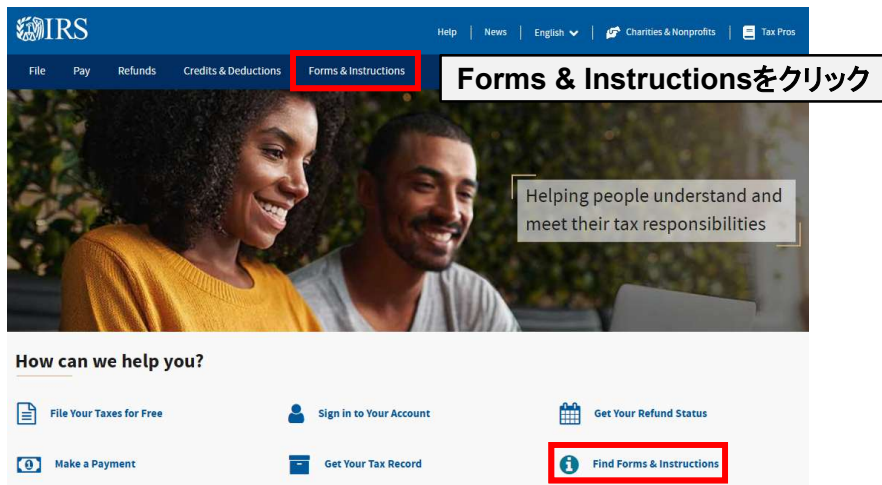 IRS
Help News English Charities & Nonprofits Tax Pros
File Pay Refunds Credits & Deductions Forms & Instructions
Forms & Instructionsをクリック
Helping people understand and
meet their tax responsibilities
How can we help you?
File Your Taxes for Free Sign in to Your Account Get Your Refund Status
Make a Payment Get Your Tax Record Find Forms & Instructions